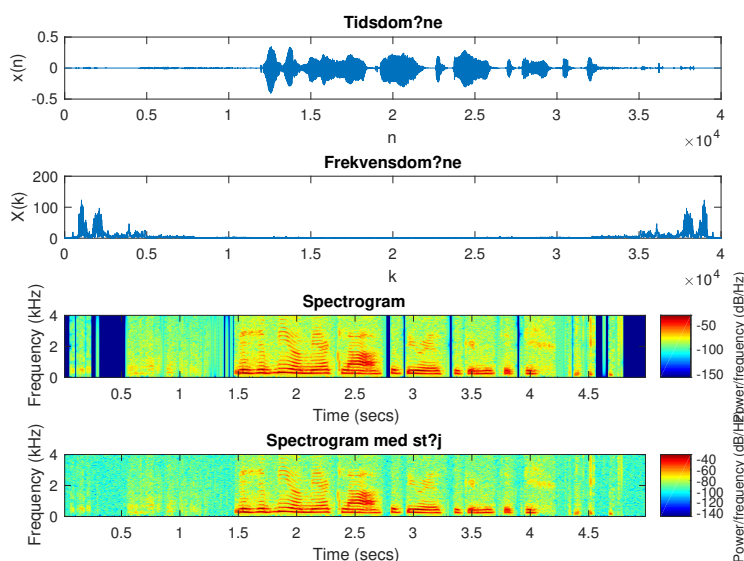 Tidsdom?ne
x(n)
0.5
0
-0.5
0 0.5 1 1.5 2 2.5 3 3.5 4
n
×10^4
Frekvensdom?ne
X(k)
200
100
0
0 0.5 1 1.5 2 2.5 3 3.5 4
k
×10^4
Spectrogram
Frequency (kHz)
4
2
0
0.5 1 1.5 2 2.5 3 3.5 4 4.5
Time (secs)
-50
-100
-150
Power/frequency (dB/Hz)
Spectrogram med st?j
Frequency (kHz)
4
2
0
0.5 1 1.5 2 2.5 3 3.5 4 4.5
Time (secs)
-40
-60
-80
-100
-120
-140
Power/frequency (dB/Hz)